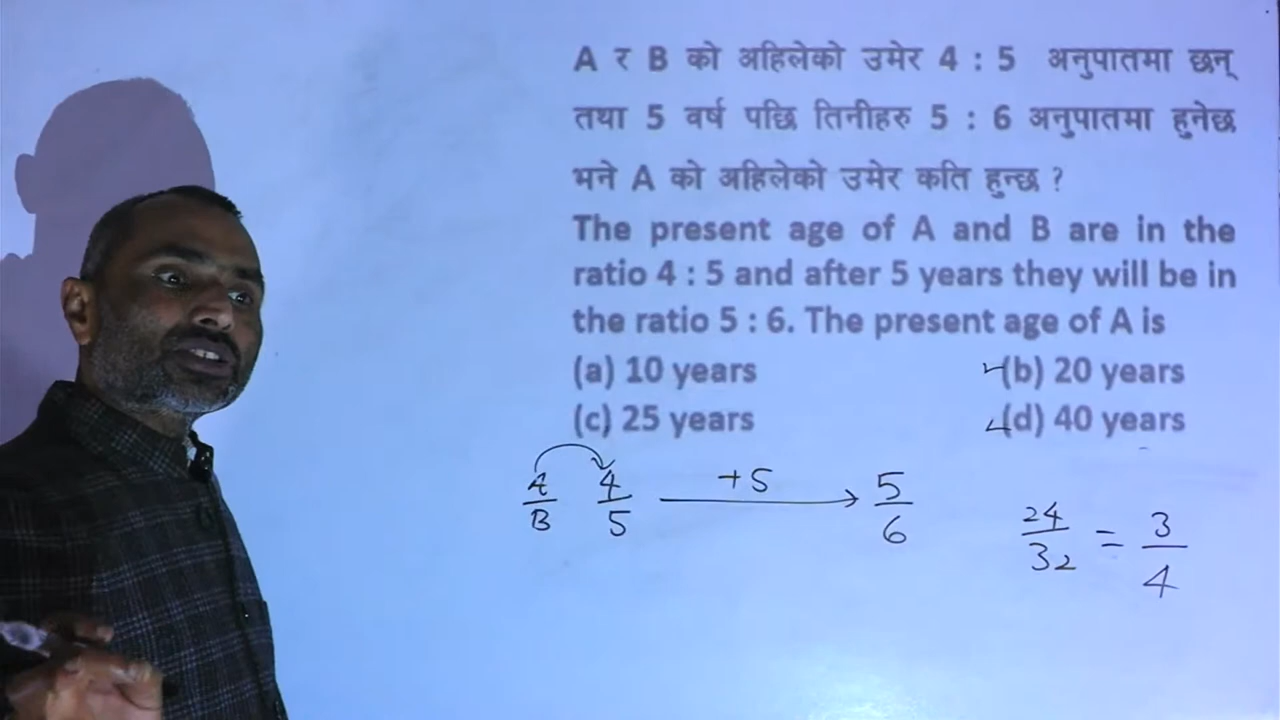 A र B को अहिलेको उमेर 4 : 5 अनुपातमा छन्
तथा 5 वर्ष पछि तिनीहरु 5 : 6 अनुपातमा हुनेछ
भने A को अहिलेको उमेर कति हुन्छ ?
The present age of A and B are in the
ratio 4 : 5 and after 5 years they will be in
the ratio 5 : 6. The present age of A is
(a) 10 years (b) 20 years
(c) 25 years (d) 40 years
A/B 4/5 +5 → 5/6
24/32 = 3/4